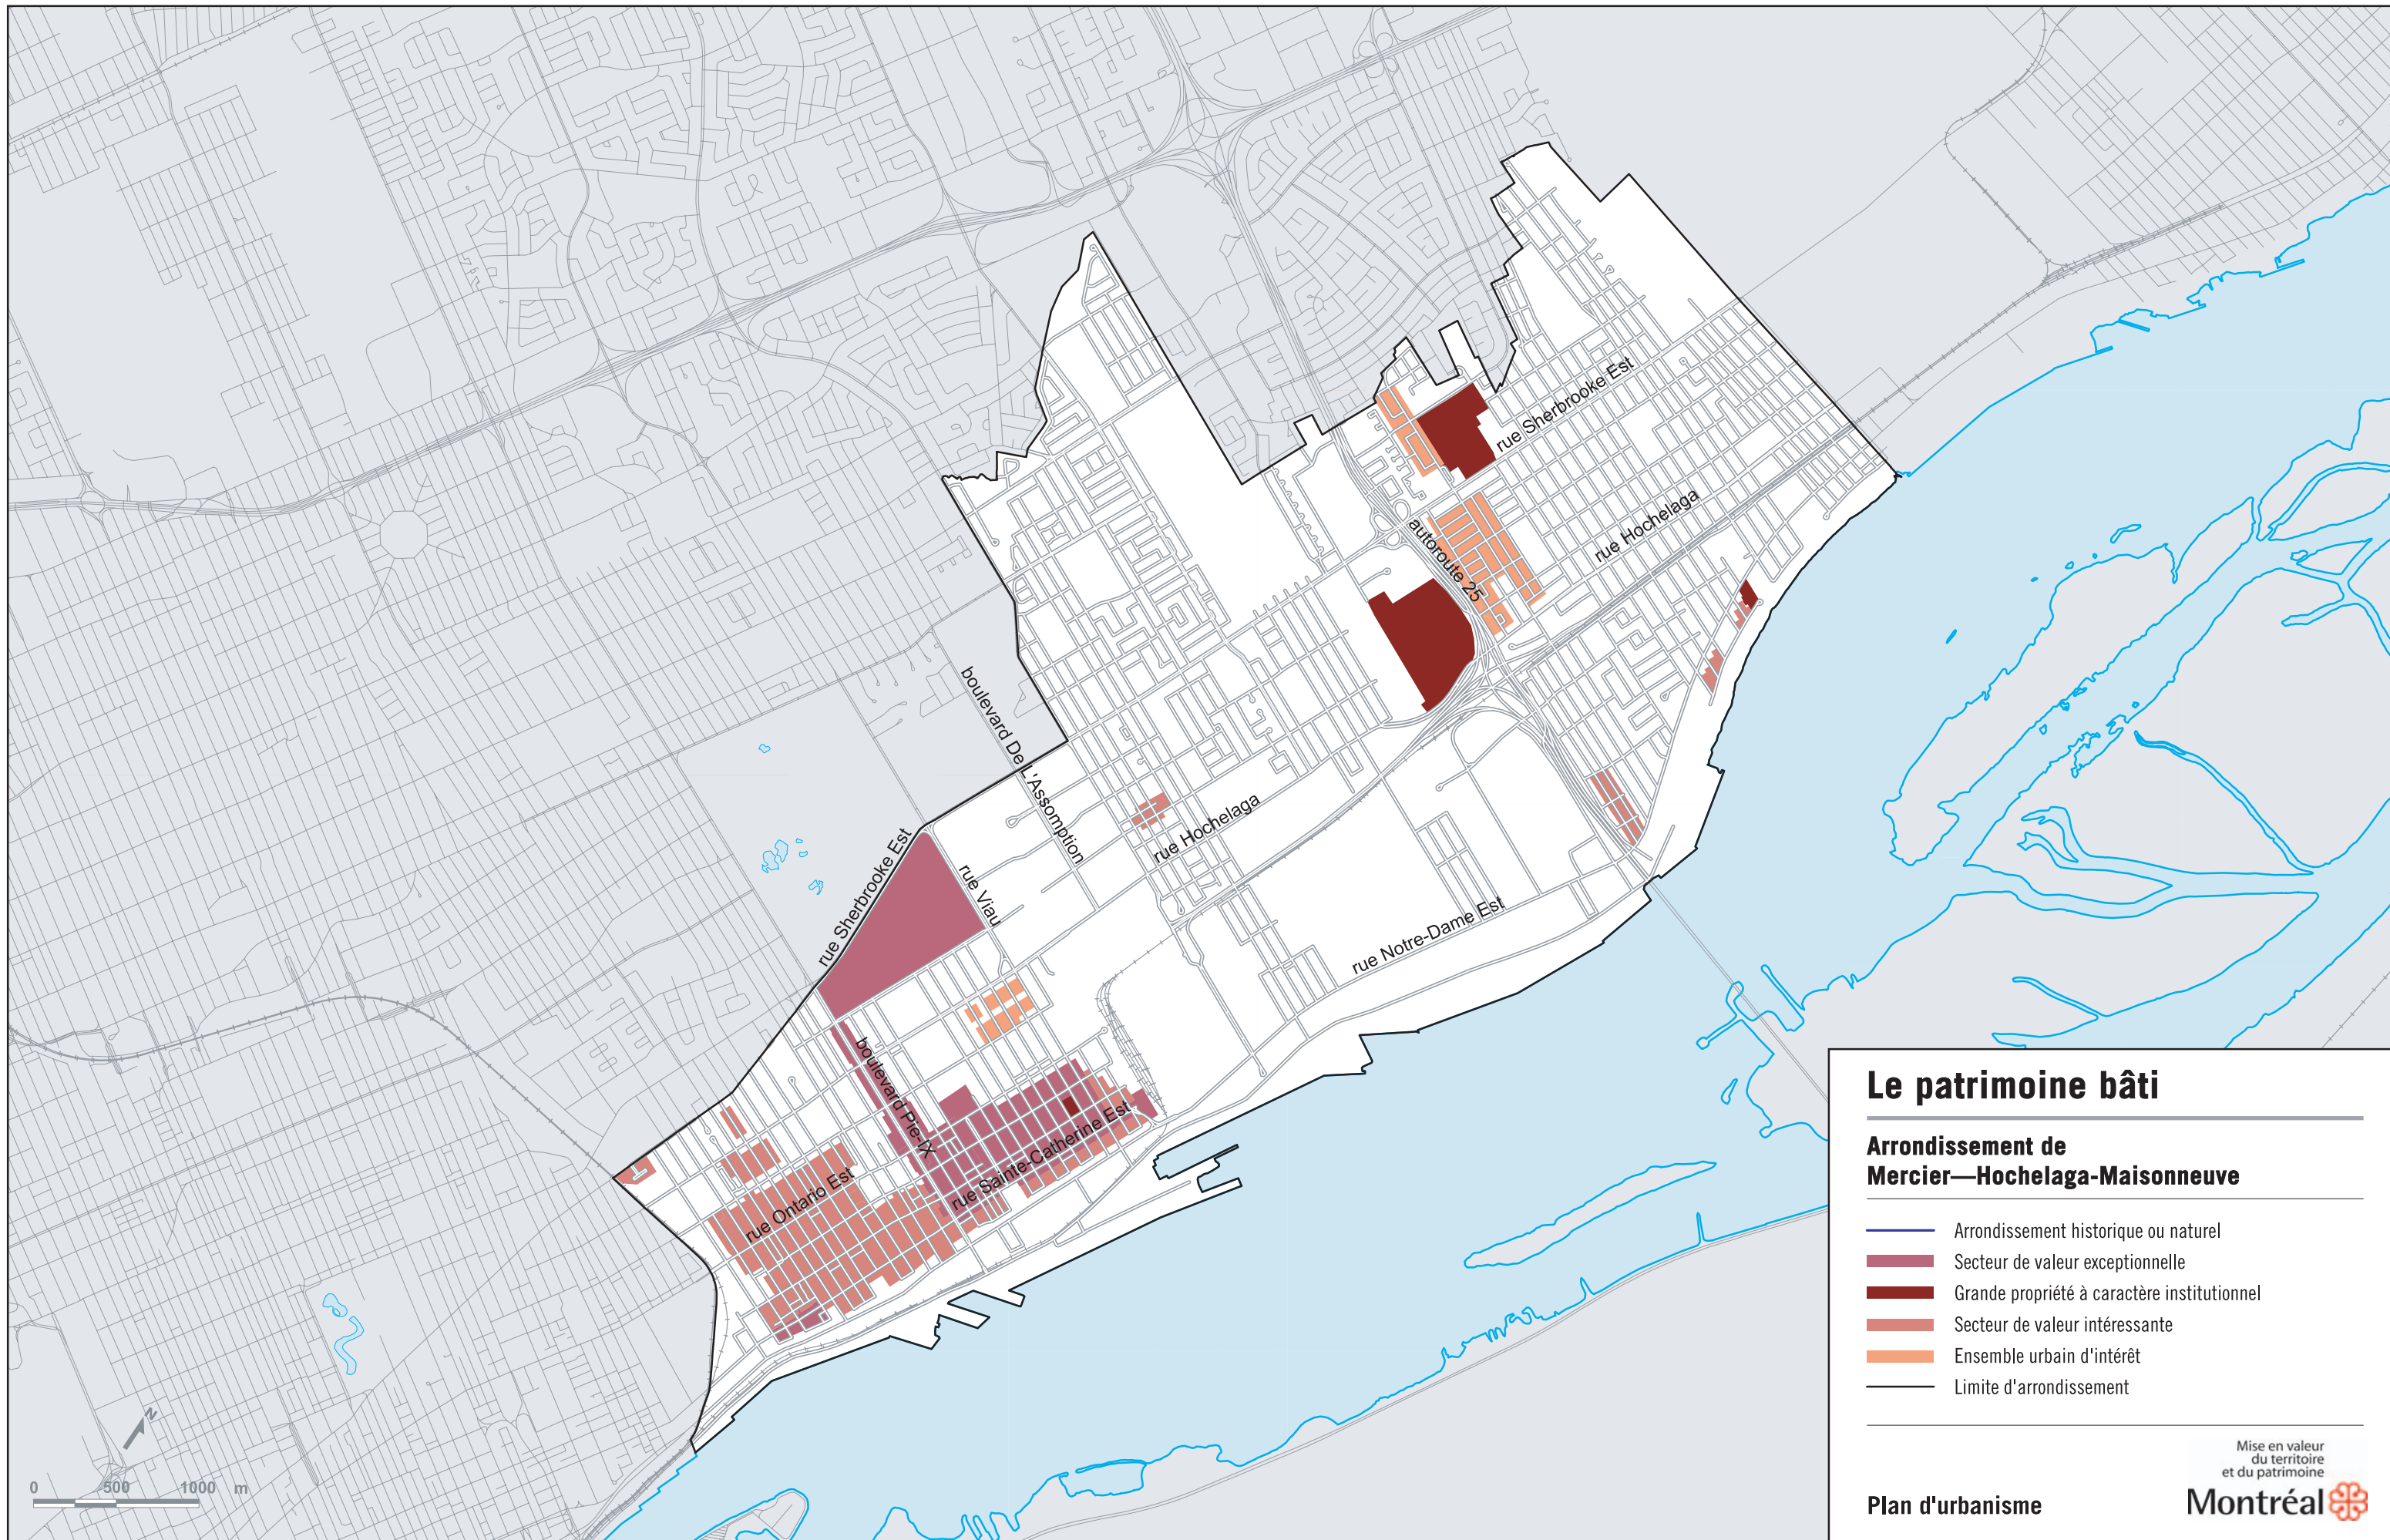 rue Sherbrooke Est
rue Hochelaga
autoroute 25
boulevard De L'Assomption
rue Hochelaga
rue Sherbrooke Est
rue Viau
rue Notre-Dame Est
boulevard Pie-IX
rue Sainte-Catherine Est
rue Ontario Est
N
0 500 1000 m
Le patrimoine bâti
Arrondissement de
Mercier—Hochelaga-Maisonneuve
Arrondissement historique ou naturel
Secteur de valeur exceptionnelle
Grande propriété à caractère institutionnel
Secteur de valeur intéressante
Ensemble urbain d'intérêt
Limite d'arrondissement
Plan d'urbanisme
Mise en valeur
du territoire
et du patrimoine
Montréal